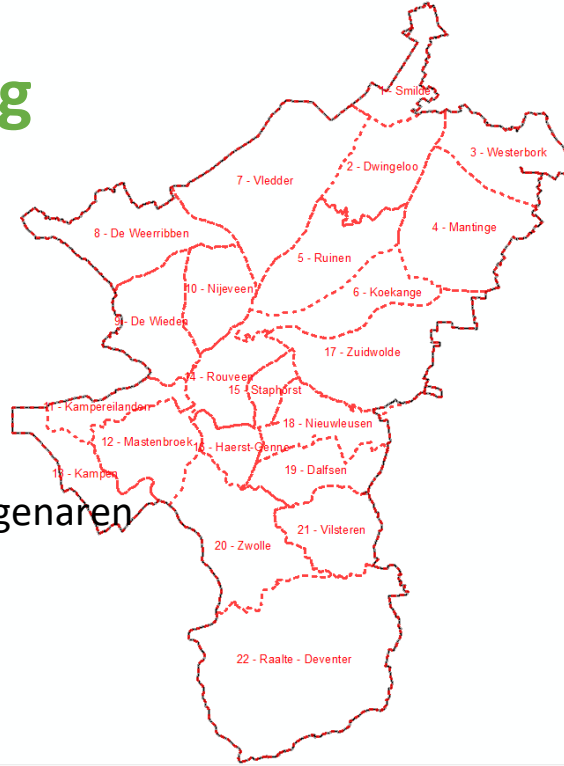 g
1 - Smilde
3 - Westerbork
2 - Dwingeloo
7 - Vledder
4 - Mantinge
8 - De Weerribben
5 - Ruinen
10 - Nijeveen
6 - Koekange
9 - De Wieden
17 - Zuidwolde
14 - Rouveen
15 - Staphorst
11 - Kampereilanden
18 - Nieuwleusen
12 - Mastenbroek
16 - Haerst-Genne
19 - Dalfsen
13 - Kampen
genaren
21 - Vilsteren
20 - Zwolle
22 - Raalte - Deventer